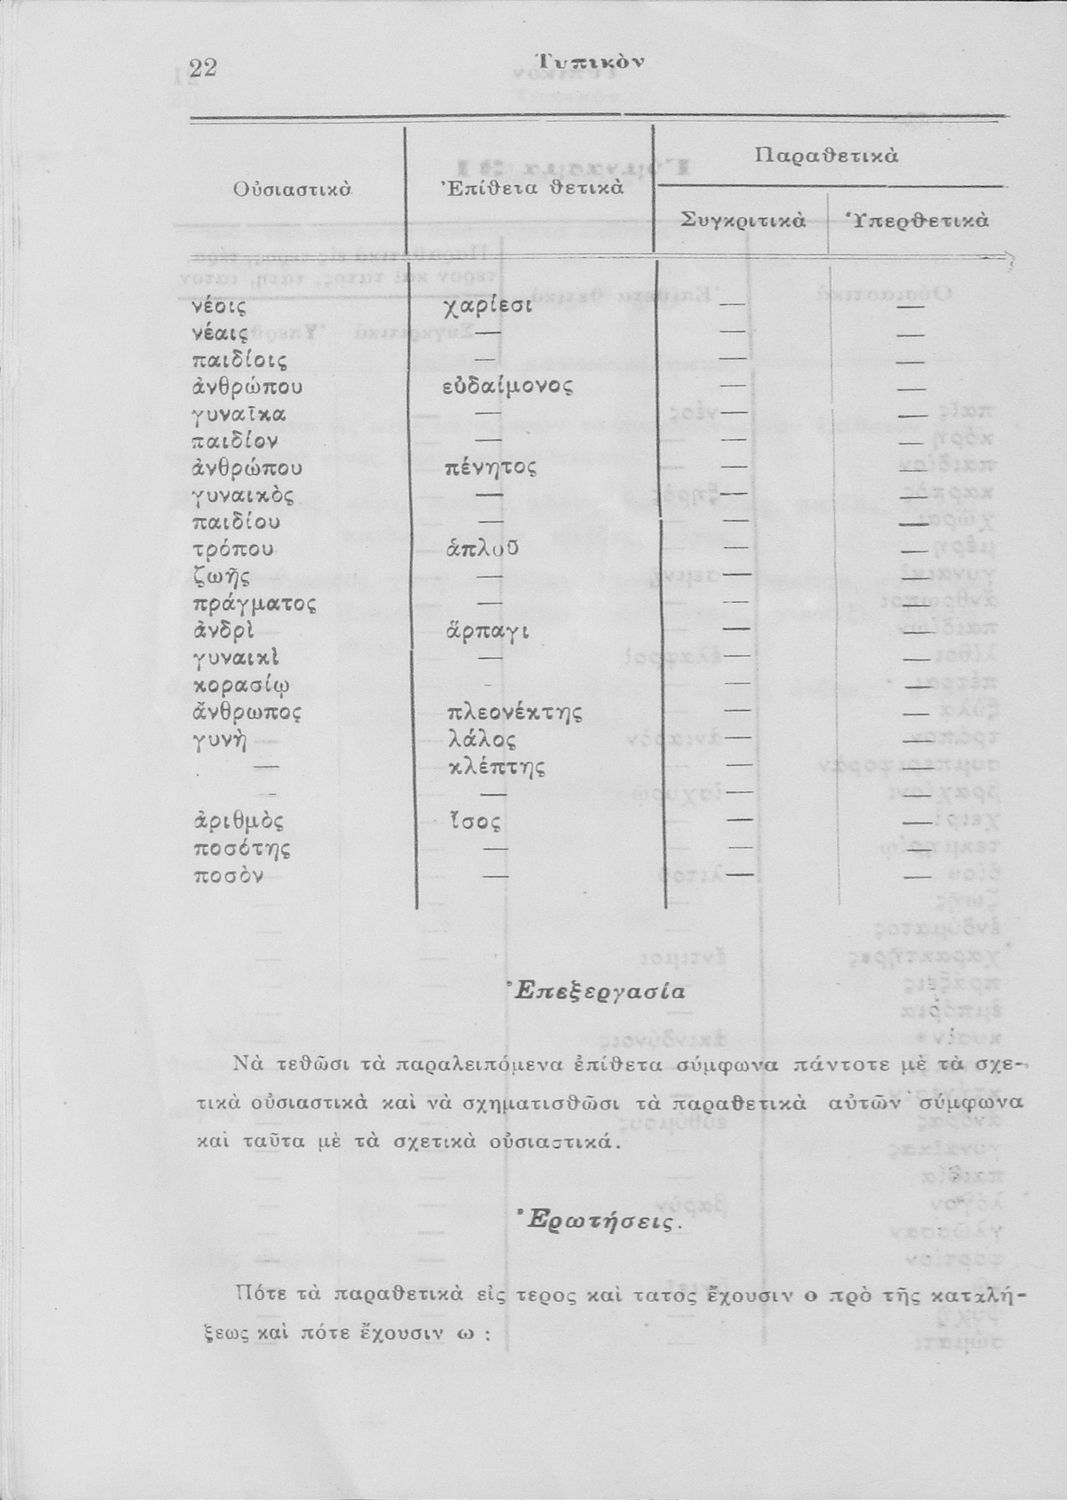 22 Τυπικὸν
Οὐσιαστικὰ Ἐπίθετα θετικὰ Παραθετικὰ
Συγκριτικὰ Ὑπερθετικὰ
νέοις χαρίεσι — —
νέαις — — —
παιδίοις — — —
ἀνθρώπου εὐδαίμονος — —
γυναῖκα — — —
παιδίον — — —
ἀνθρώπου πένητος — —
γυναικὸς — — —
παιδίου — — —
τρόπου ἁπλοῦ — —
ζωῆς — — —
πράγματος — — —
ἀνδρὶ ἅρπαγι — —
γυναικὶ — — —
κορασίῳ — — —
ἄνθρωπος πλεονέκτης — —
γυνὴ λάλος — —
— κλέπτης — —
— — — —
ἀριθμὸς ἴσος — —
ποσότης — — —
ποσὸν — — —
Ἐπεξεργασία
Νὰ τεθῶσι τὰ παραλειπόμενα ἐπίθετα σύμφωνα πάντοτε μὲ τὰ σχε-
τικὰ οὐσιαστικὰ καὶ νὰ σχηματισθῶσι τὰ παραθετικὰ αὐτῶν σύμφωνα
καὶ ταῦτα μὲ τὰ σχετικὰ οὐσιαστικά.
Ἐρωτήσεις.
Πότε τὰ παραθετικὰ εἰς τερος καὶ τατος ἔχουσιν ο πρὸ τῆς καταλή-
ξεως καὶ πότε ἔχουσιν ω :